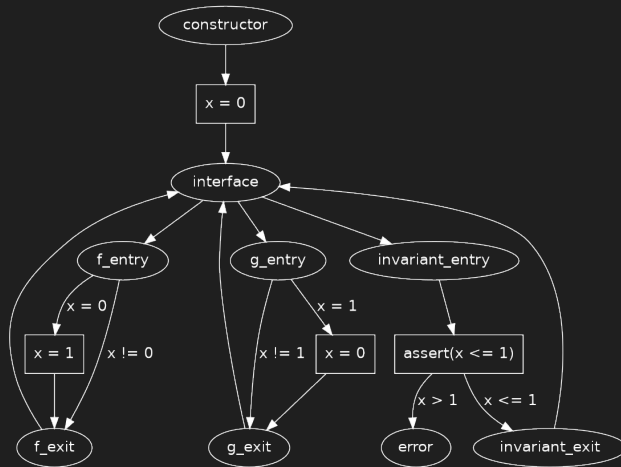 constructor
x = 0
interface
f_entry
g_entry
invariant_entry
x = 0
x = 1
x = 1
x != 0
x != 1
x = 0
assert(x <= 1)
x > 1
x <= 1
f_exit
g_exit
error
invariant_exit